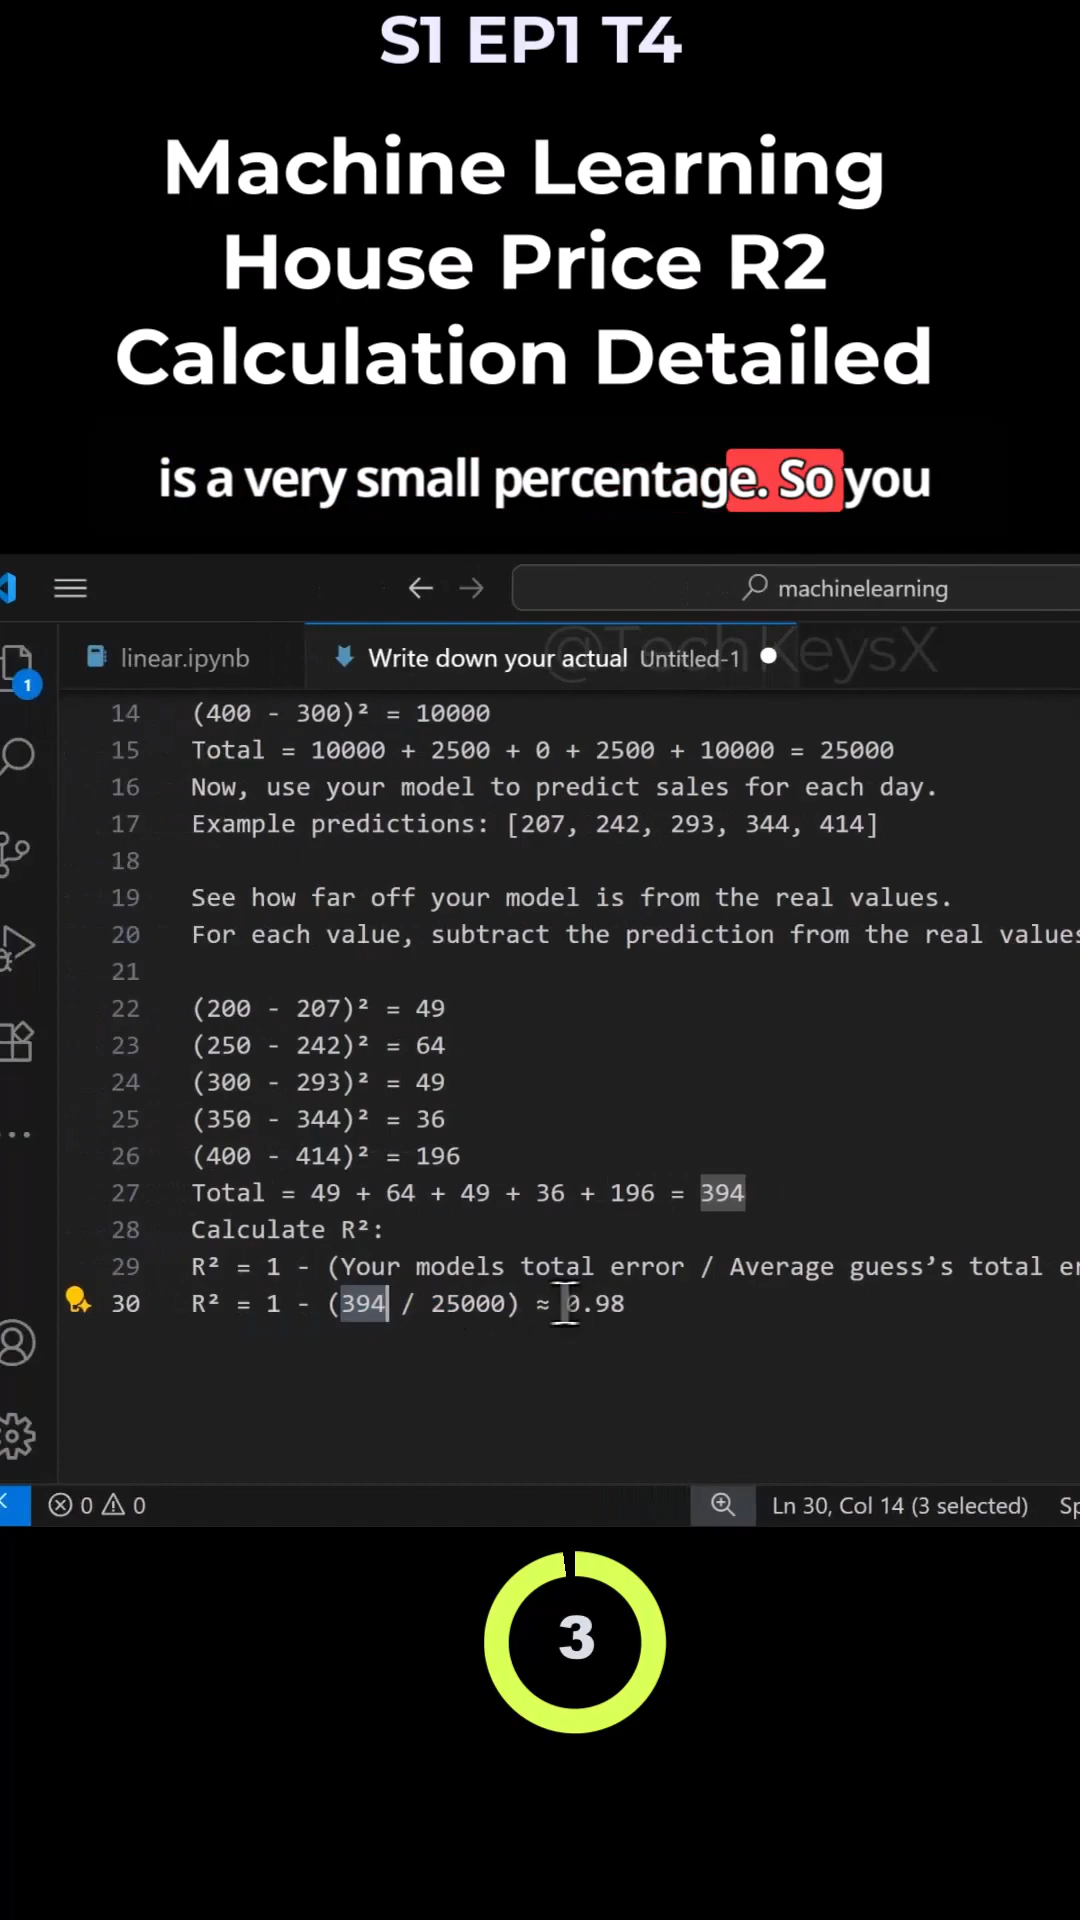 S1 EP1 T4
Machine Learning
House Price R2
Calculation Detailed
is a very small percentage. So you
machinelearning
1
linear.ipynb
Write down your actual Untitled-1
@TechKeysX
14 (400 - 300)² = 10000
15 Total = 10000 + 2500 + 0 + 2500 + 10000 = 25000
16 Now, use your model to predict sales for each day.
17 Example predictions: [207, 242, 293, 344, 414]
18
19 See how far off your model is from the real values.
20 For each value, subtract the prediction from the real values
21
22 (200 - 207)² = 49
23 (250 - 242)² = 64
24 (300 - 293)² = 49
25 (350 - 344)² = 36
26 (400 - 414)² = 196
27 Total = 49 + 64 + 49 + 36 + 196 = 394
28 Calculate R²:
29 R² = 1 - (Your models total error / Average guess’s total er
30 R² = 1 - (394 / 25000) ≈ 0.98
0 0
Ln 30, Col 14 (3 selected)
Sp
3